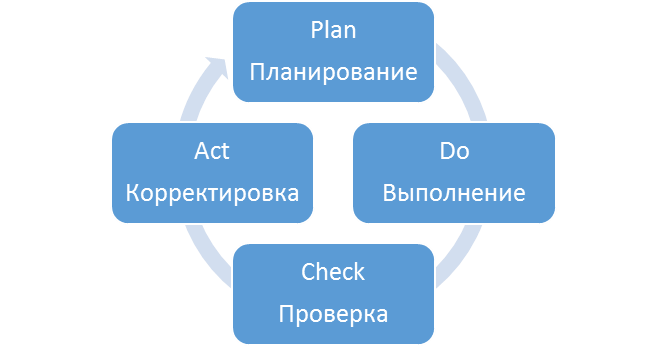 Plan
Планирование
Act
Корректировка
Do
Выполнение
Check
Проверка